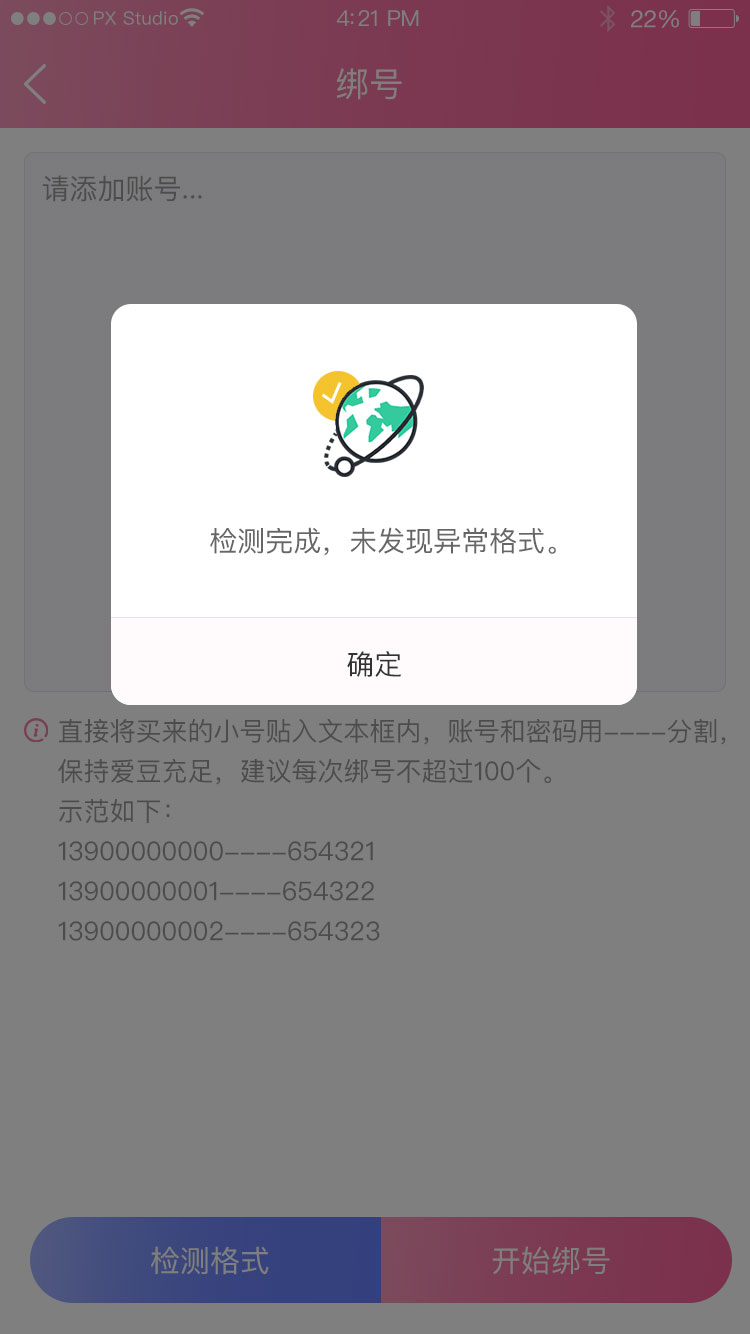 PX Studio 4:21 PM 22%
绑号
请添加账号...
检测完成，未发现异常格式。
确定
直接将买来的小号贴入文本框内，账号和密码用----分割，
保持爱豆充足，建议每次绑号不超过100个。
示范如下：
13900000000----654321
13900000001----654322
13900000002----654323
检测格式 开始绑号